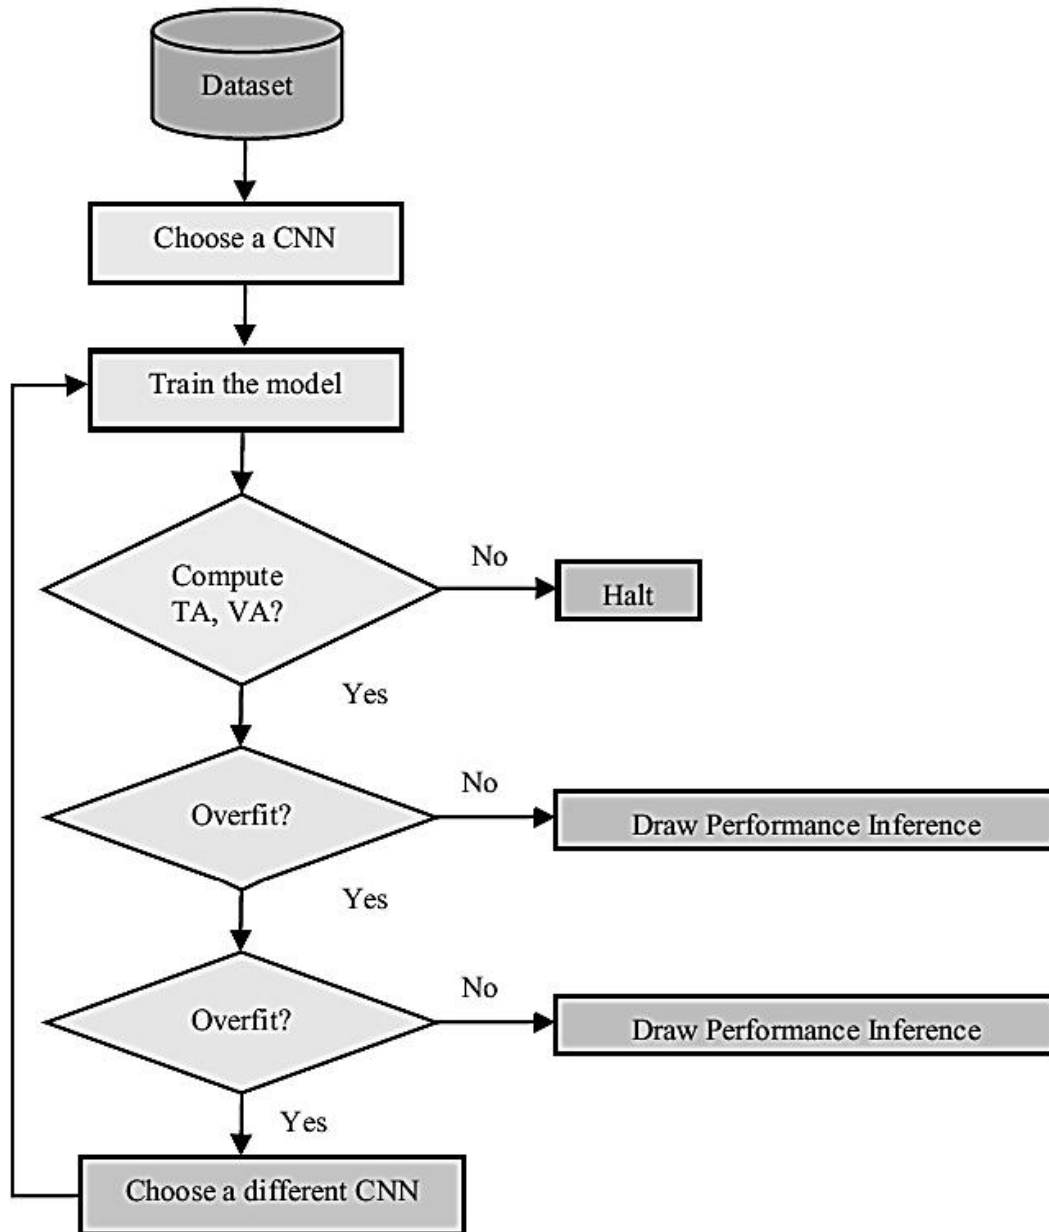 Dataset
Choose a CNN
Train the model
Compute
TA, VA?
No
Halt
Yes
Overfit?
No
Draw Performance Inference
Yes
Overfit?
No
Draw Performance Inference
Yes
Choose a different CNN